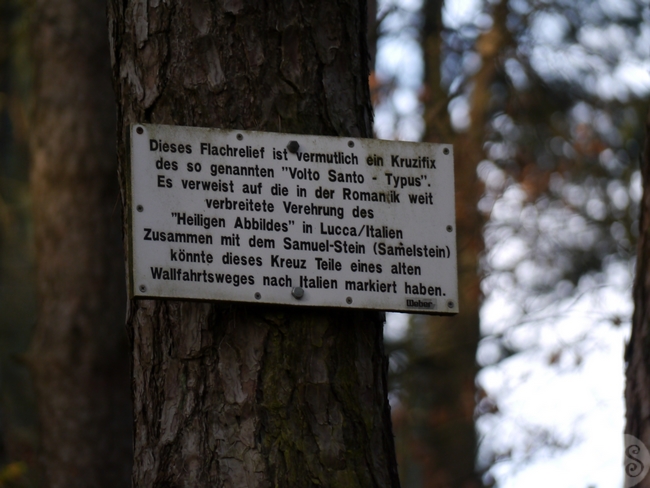 Dieses Flachrelief ist vermutlich ein Kruzifix
des so genannten "Volto Santo - Typus".
Es verweist auf die in der Romantik weit
verbreitete Verehrung des
"Heiligen Abbildes" in Lucca/Italien
Zusammen mit dem Samuel-Stein (Samelstein)
könnte dieses Kreuz Teile eines alten
Wallfahrtsweges nach Italien markiert haben.
Weber